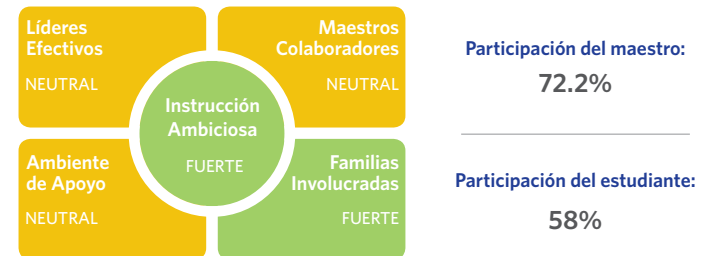 Líderes
Efectivos
NEUTRAL
Maestros
Colaboradores
NEUTRAL
Instrucción
Ambiciosa
FUERTE
Ambiente
de Apoyo
NEUTRAL
Familias
Involucradas
FUERTE
Participación del maestro:
72.2%
Participación del estudiante:
58%